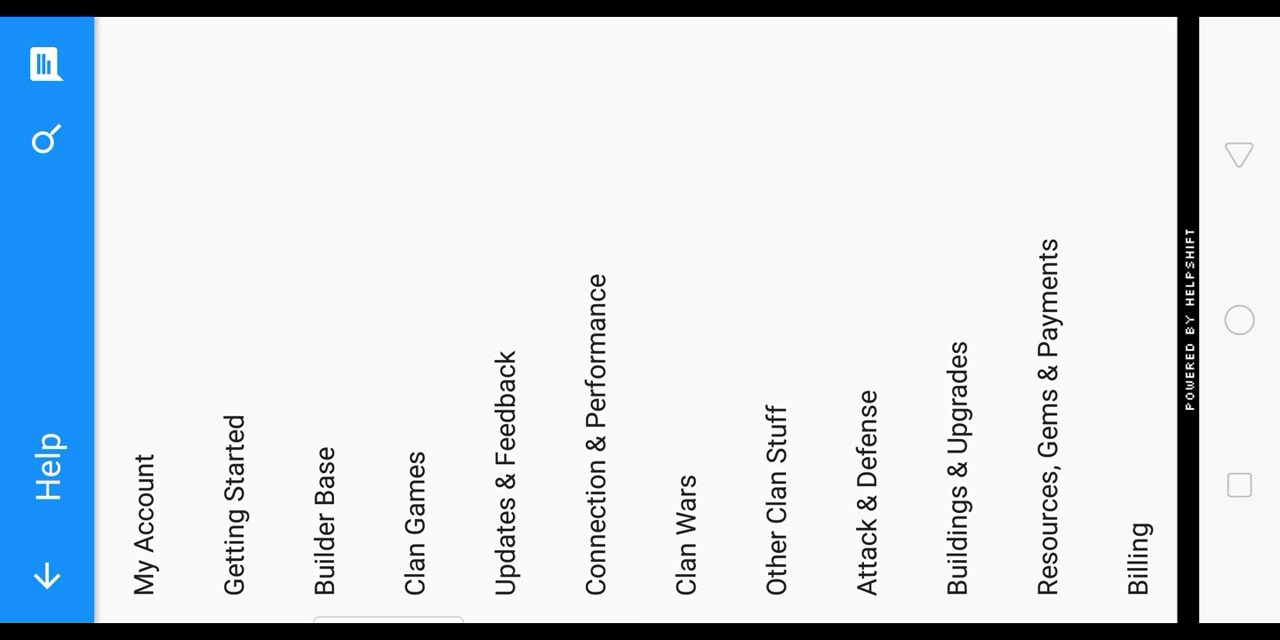 Help
My Account
Getting Started
Builder Base
Clan Games
Updates & Feedback
Connection & Performance
Clan Wars
Other Clan Stuff
Attack & Defense
Buildings & Upgrades
Resources, Gems & Payments
Billing
POWERED BY HELPSHIFT